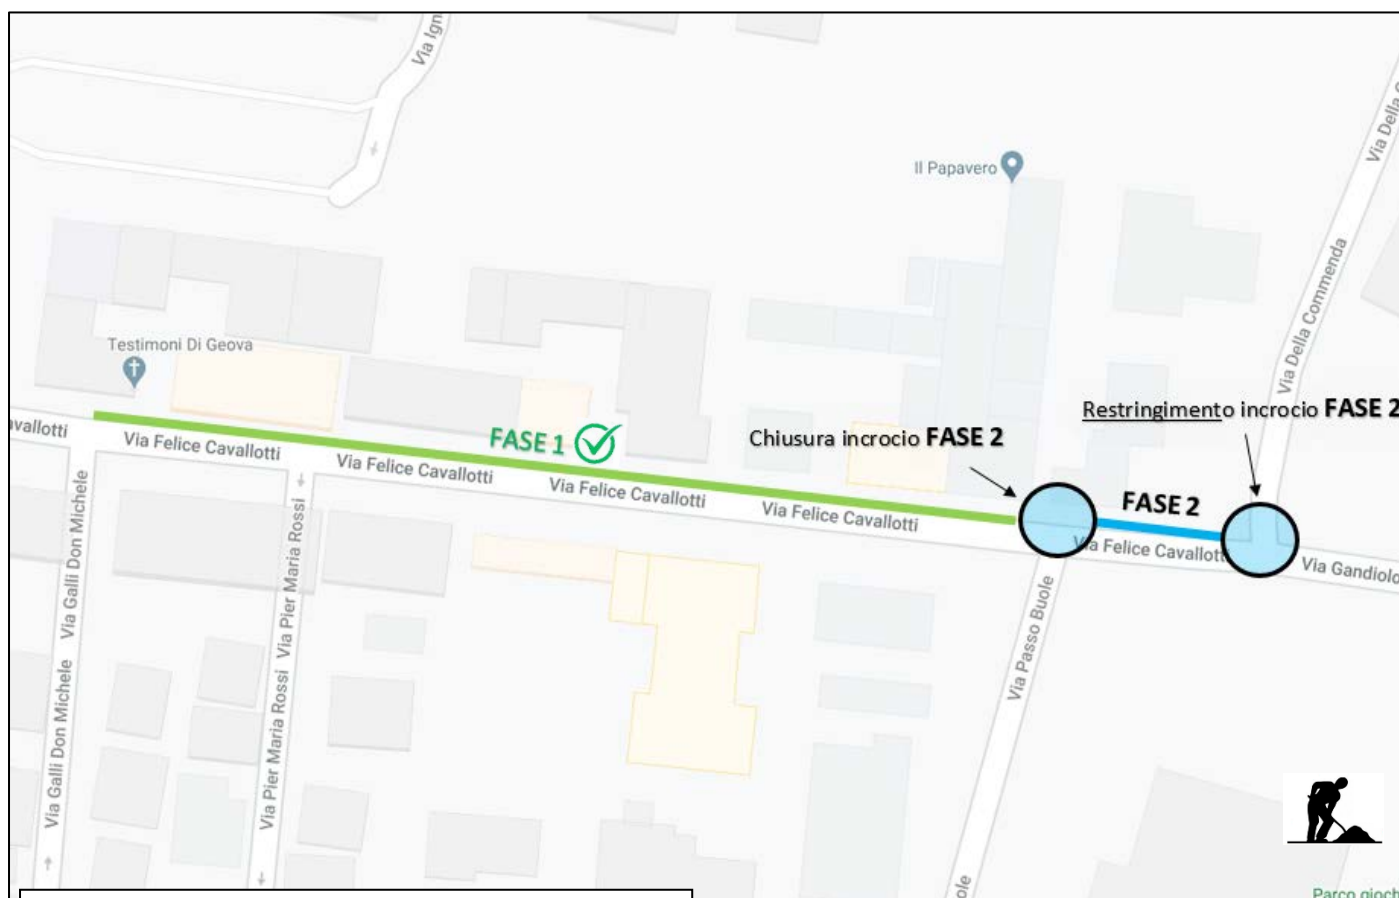 Via Ign
Via Della C
Il Papavero
Via Della Commenda
Testimoni Di Geova
Restringimento incrocio FASE 2
avallotti
Via Felice Cavallotti
FASE 1
Chiusura incrocio FASE 2
Via Felice Cavallotti
Via Felice Cavallotti
Via Felice Cavallotti
FASE 2
Via Felice Cavallotti
Via Gandiolo
Via Galli Don Michele
Via Pier Maria Rossi
Via Passo Buole
Via Galli Don Michele
Via Pier Maria Rossi
ole
Parco gioch